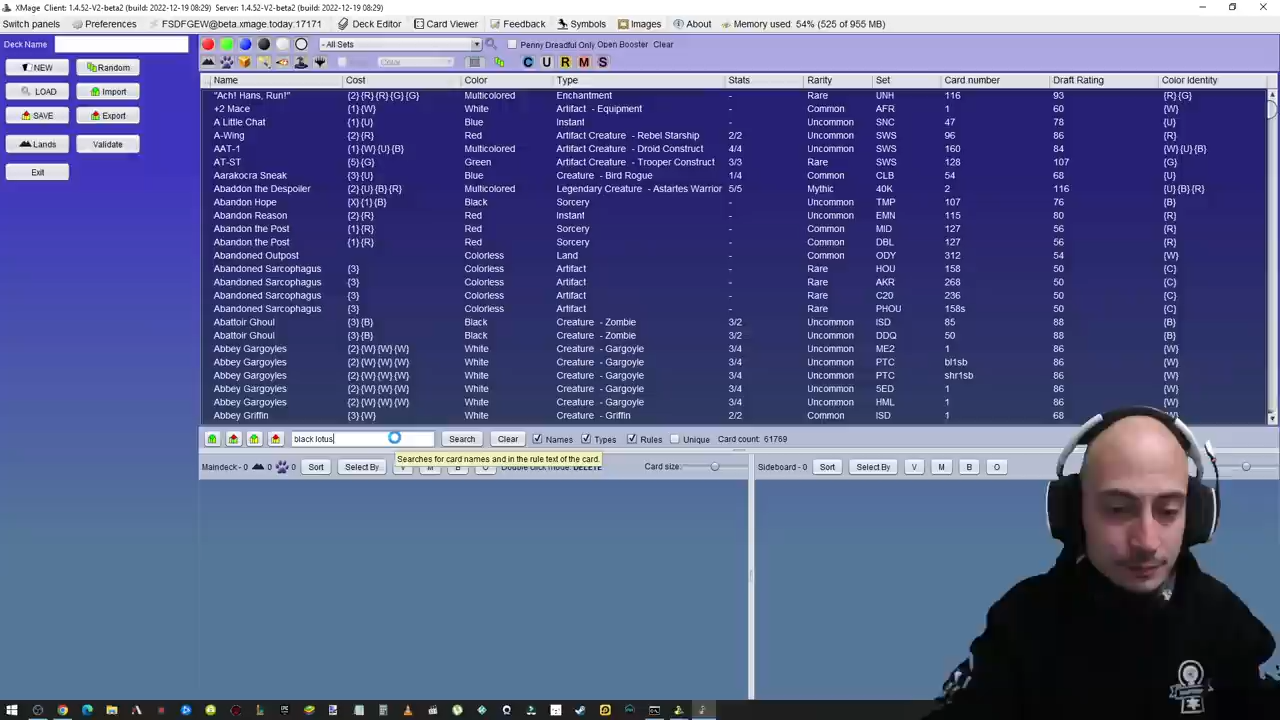 XMage Client: 1.4.52-V2-beta2 (build: 2022-12-19 08:29) Server: 1.4.52-V2-beta2 (build: 2022-12-19 08:29)
Switch panels Preferences FSDFGEW@beta.xmage.today:17171 Deck Editor Card Viewer Feedback Symbols Images About Memory used: 54% (525 of 955 MB)
Deck Name - All Sets Penny Dreadful Only Open Booster Clear
NEW Random Color C U R M S
LOAD Import
SAVE Export
Lands Validate
Exit
Name Cost Color Type Stats Rarity Set Card number Draft Rating Color Identity
"Ach! Hans, Run!" {2}{R}{R}{G}{G} Multicolored Enchantment - Rare UNH 116 93 {R}{G}
+2 Mace {1}{W} White Artifact - Equipment - Common AFR 1 60 {W}
A Little Chat {1}{U} Blue Instant - Uncommon SNC 47 78 {U}
A-Wing {2}{R} Red Artifact Creature - Rebel Starship 2/2 Uncommon SWS 96 86 {R}
AAT-1 {1}{W}{U}{B} Multicolored Artifact Creature - Droid Construct 4/4 Uncommon SWS 160 84 {W}{U}{B}
AT-ST {5}{G} Green Artifact Creature - Trooper Construct 3/3 Rare SWS 128 107 {G}
Aarakocra Sneak {3}{U} Blue Creature - Bird Rogue 1/4 Common CLB 54 68 {U}
Abaddon the Despoiler {2}{U}{B}{R} Multicolored Legendary Creature - Astartes Warrior 5/5 Mythic 40K 2 116 {U}{B}{R}
Abandon Hope {X}{1}{B} Black Sorcery - Uncommon TMP 107 76 {B}
Abandon Reason {2}{R} Red Instant - Uncommon EMN 115 80 {R}
Abandon the Post {1}{R} Red Sorcery - Common MID 127 56 {R}
Abandon the Post {1}{R} Red Sorcery - Common DBL 127 56 {R}
Abandoned Outpost Colorless Land - Common ODY 312 54 {W}
Abandoned Sarcophagus {3} Colorless Artifact - Rare HOU 158 50 {C}
Abandoned Sarcophagus {3} Colorless Artifact - Rare AKR 268 50 {C}
Abandoned Sarcophagus {3} Colorless Artifact - Rare C20 236 50 {C}
Abandoned Sarcophagus {3} Colorless Artifact - Rare PHOU 158s 50 {C}
Abattoir Ghoul {3}{B} Black Creature - Zombie 3/2 Uncommon ISD 85 88 {B}
Abattoir Ghoul {3}{B} Black Creature - Zombie 3/2 Uncommon DDQ 50 88 {B}
Abbey Gargoyles {2}{W}{W}{W} White Creature - Gargoyle 3/4 Uncommon ME2 1 86 {W}
Abbey Gargoyles {2}{W}{W}{W} White Creature - Gargoyle 3/4 Uncommon PTC bl1sb 86 {W}
Abbey Gargoyles {2}{W}{W}{W} White Creature - Gargoyle 3/4 Uncommon PTC shr1sb 86 {W}
Abbey Gargoyles {2}{W}{W}{W} White Creature - Gargoyle 3/4 Uncommon 5ED 1 86 {W}
Abbey Gargoyles {2}{W}{W}{W} White Creature - Gargoyle 3/4 Uncommon HML 1 86 {W}
Abbey Griffin {3}{W} White Creature - Griffin 2/2 Common ISD 1 68 {W}
black lotus Search Clear Names Types Rules Unique Card count: 61769
Searches for card names and in the rule text of the card.
Maindeck - 0 0 0 Sort Select By V M B O Double click mode: DELETE Card size: Sideboard - 0 Sort Select By V M B O